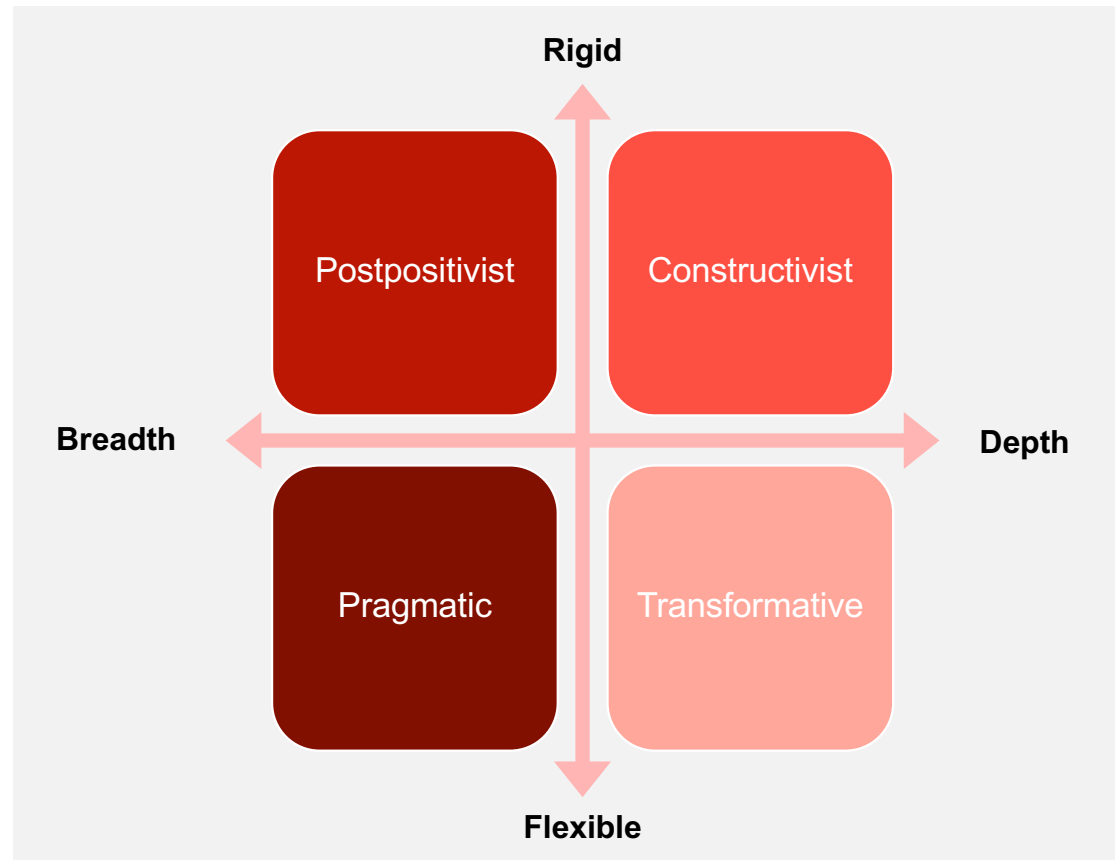 Rigid
Postpositivist
Constructivist
Breadth
Depth
Pragmatic
Transformative
Flexible